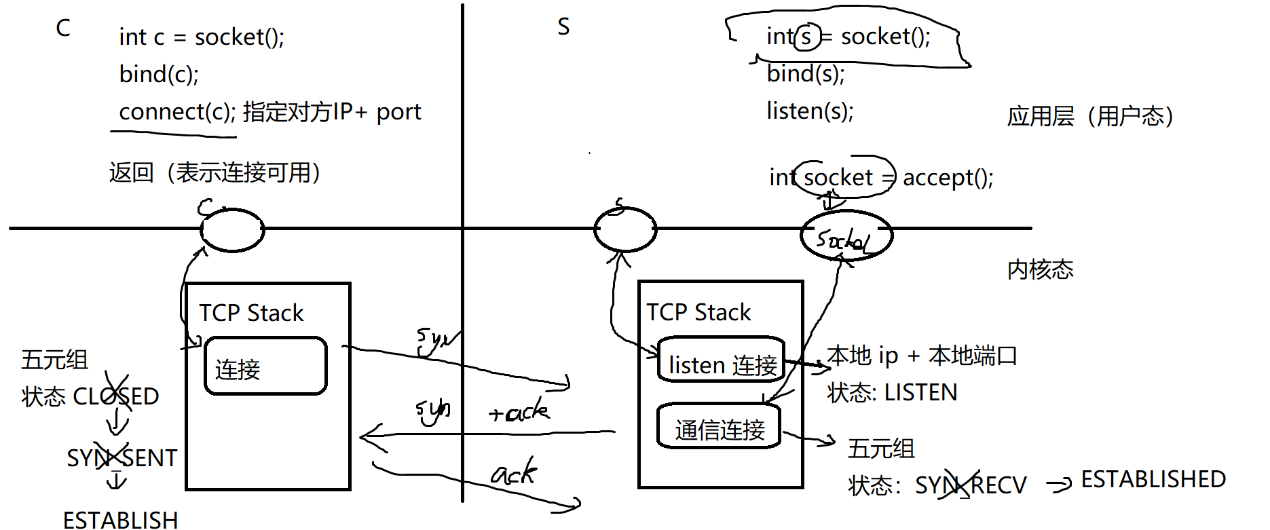 C
int c = socket();
bind(c);
connect(c); 指定对方IP+ port
返回（表示连接可用）
S
int s = socket();
bind(s);
listen(s);
应用层（用户态）
int socket = accept();
C
s
socket
内核态
TCP Stack
连接
五元组
状态 CLOSED
SYN_SENT
ESTABLISH
syn
syn +ack
ack
TCP Stack
listen 连接
本地 ip + 本地端口
状态: LISTEN
通信连接
五元组
状态：SYN_RECV
ESTABLISHED